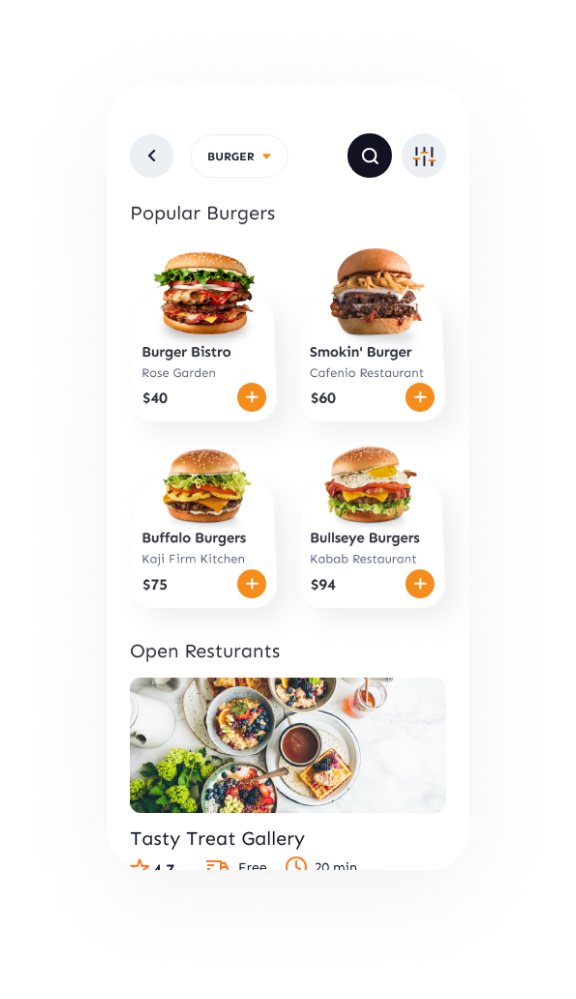 BURGER
Popular Burgers
Burger Bistro
Rose Garden
$40
Smokin' Burger
Cafenio Restaurant
$60
Buffalo Burgers
Kaji Firm Kitchen
$75
Bullseye Burgers
Kabab Restaurant
$94
Open Resturants
Tasty Treat Gallery
4.7 Free 20 min